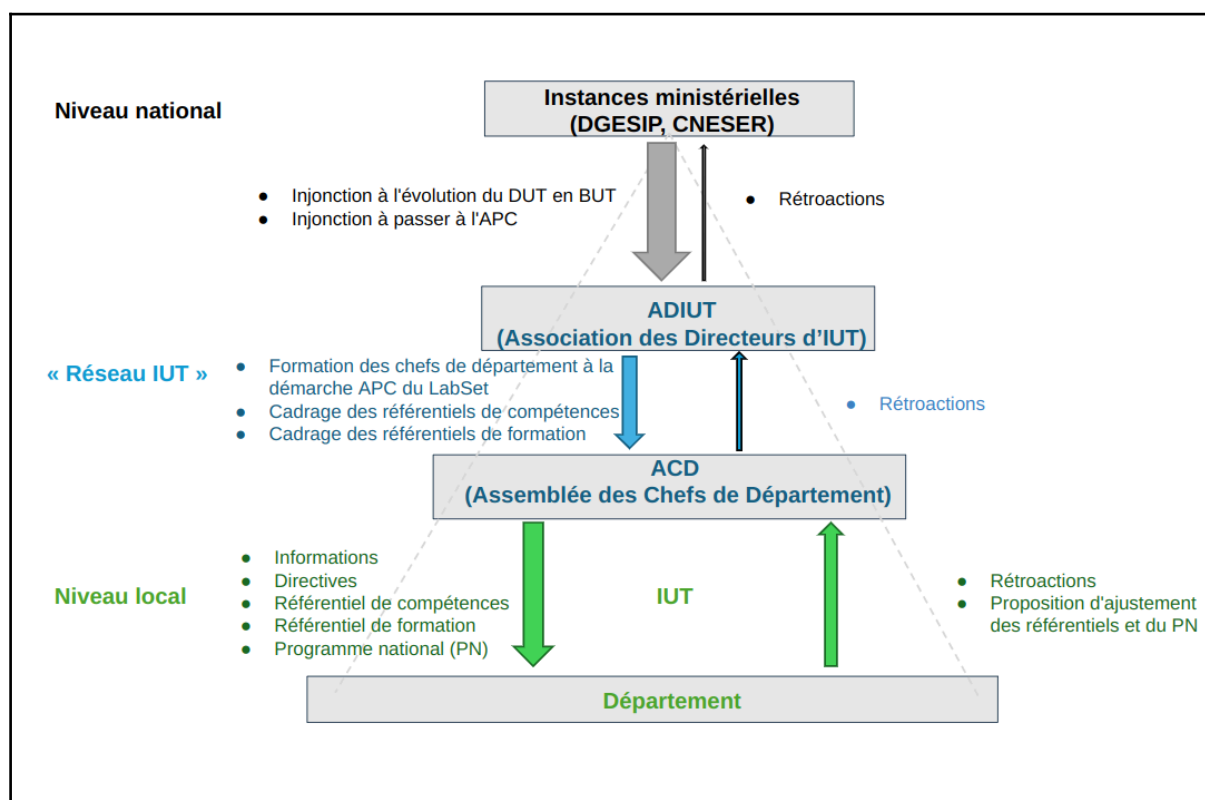 Niveau national
Instances ministérielles
(DGESIP, CNESER)
● Injonction à l'évolution du DUT en BUT
● Injonction à passer à l'APC
● Rétroactions
ADIUT
(Association des Directeurs d’IUT)
« Réseau IUT »
● Formation des chefs de département à la
démarche APC du LabSet
● Cadrage des référentiels de compétences
● Cadrage des référentiels de formation
● Rétroactions
ACD
(Assemblée des Chefs de Département)
Niveau local
● Informations
● Directives
● Référentiel de compétences
● Référentiel de formation
● Programme national (PN)
IUT
● Rétroactions
● Proposition d'ajustement
des référentiels et du PN
Département